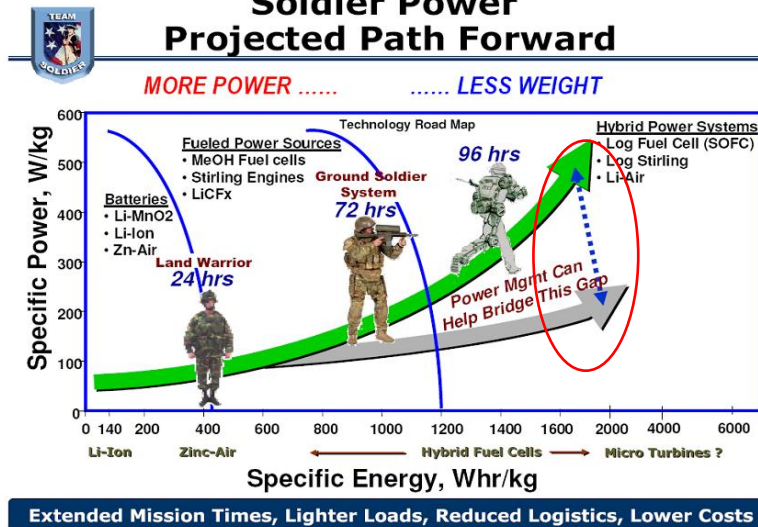 Soldier Power
Projected Path Forward
TEAM
SOLDIER
MORE POWER ......
...... LESS WEIGHT
Technology Road Map
Specific Power, W/kg
600
500
400
300
200
100
0
Batteries
• Li-MnO2
• Li-Ion
• Zn-Air
Fueled Power Sources
• MeOH Fuel cells
• Stirling Engines
• LiCFx
Hybrid Power Systems
• Log Fuel Cell (SOFC)
• Log Stirling
• Li-Air
Land Warrior
24 hrs
Ground Soldier
System
72 hrs
96 hrs
Power Mgmt Can
Help Bridge This Gap
0 140 200 400 600 800 1000 1200 1400 1600 2000 4000 6000
Li-Ion Zinc-Air Hybrid Fuel Cells Micro Turbines ?
Specific Energy, Whr/kg
Extended Mission Times, Lighter Loads, Reduced Logistics, Lower Costs